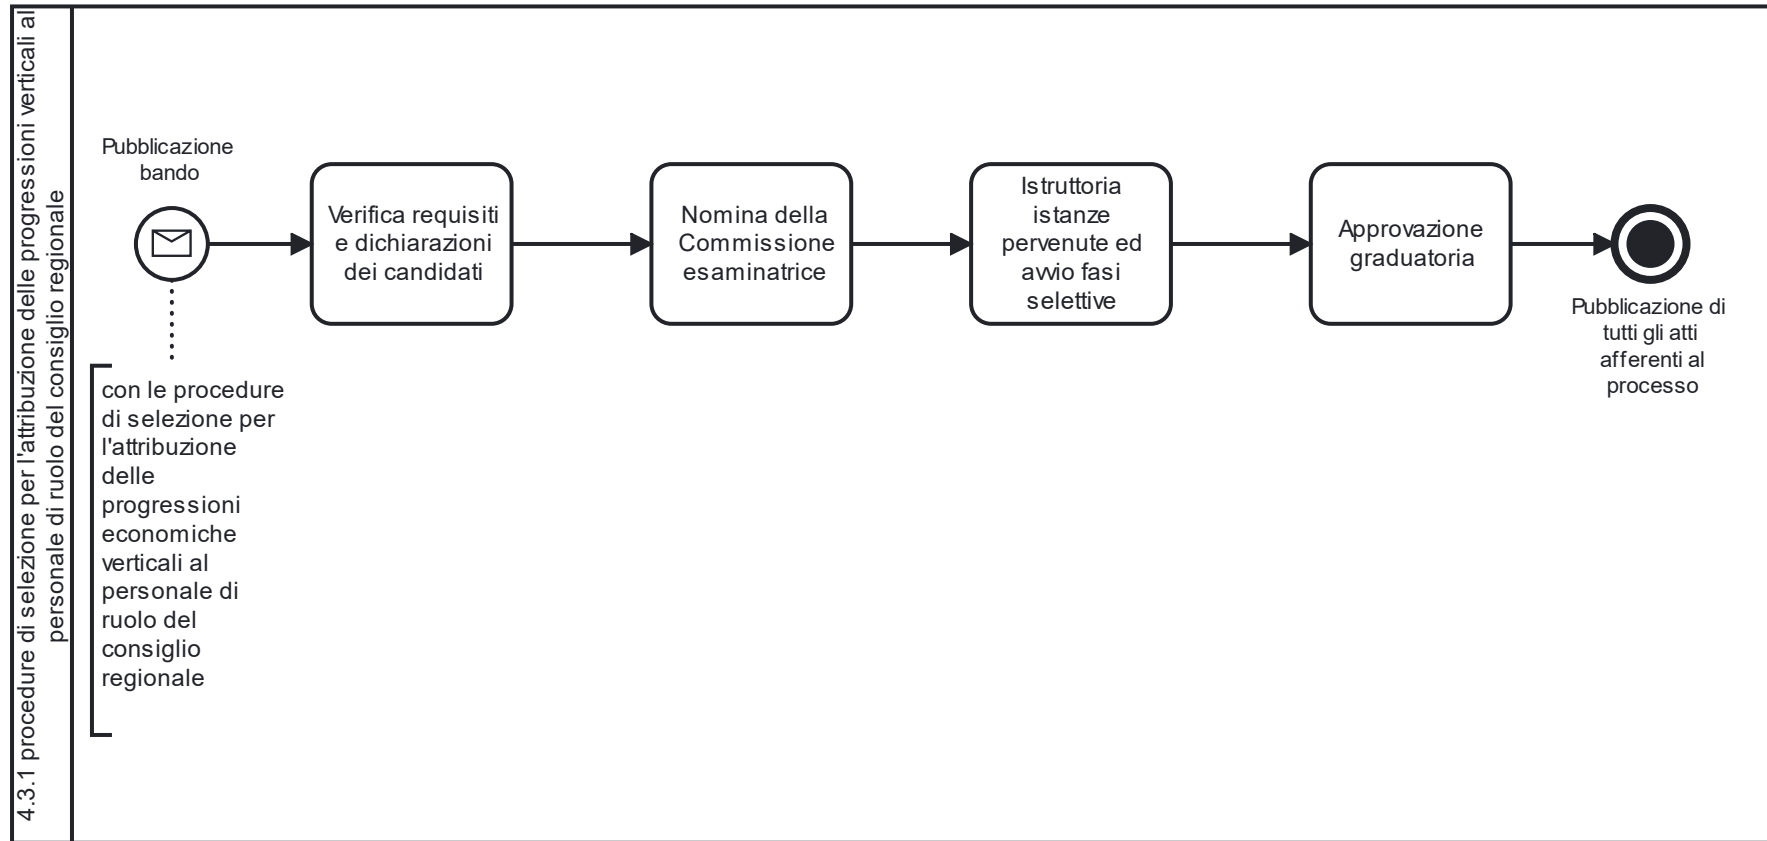 4.3.1 procedure di selezione per l'attribuzione delle progressioni verticali al
personale di ruolo del consiglio regionale
Pubblicazione
bando
Verifica requisiti
e dichiarazioni
dei candidati
Nomina della
Commissione
esaminatrice
Istruttoria
istanze
pervenute ed
avvio fasi
selettive
Approvazione
graduatoria
Pubblicazione di
tutti gli atti
afferenti al
processo
con le procedure
di selezione per
l'attribuzione
delle
progressioni
economiche
verticali al
personale di
ruolo del
consiglio
regionale